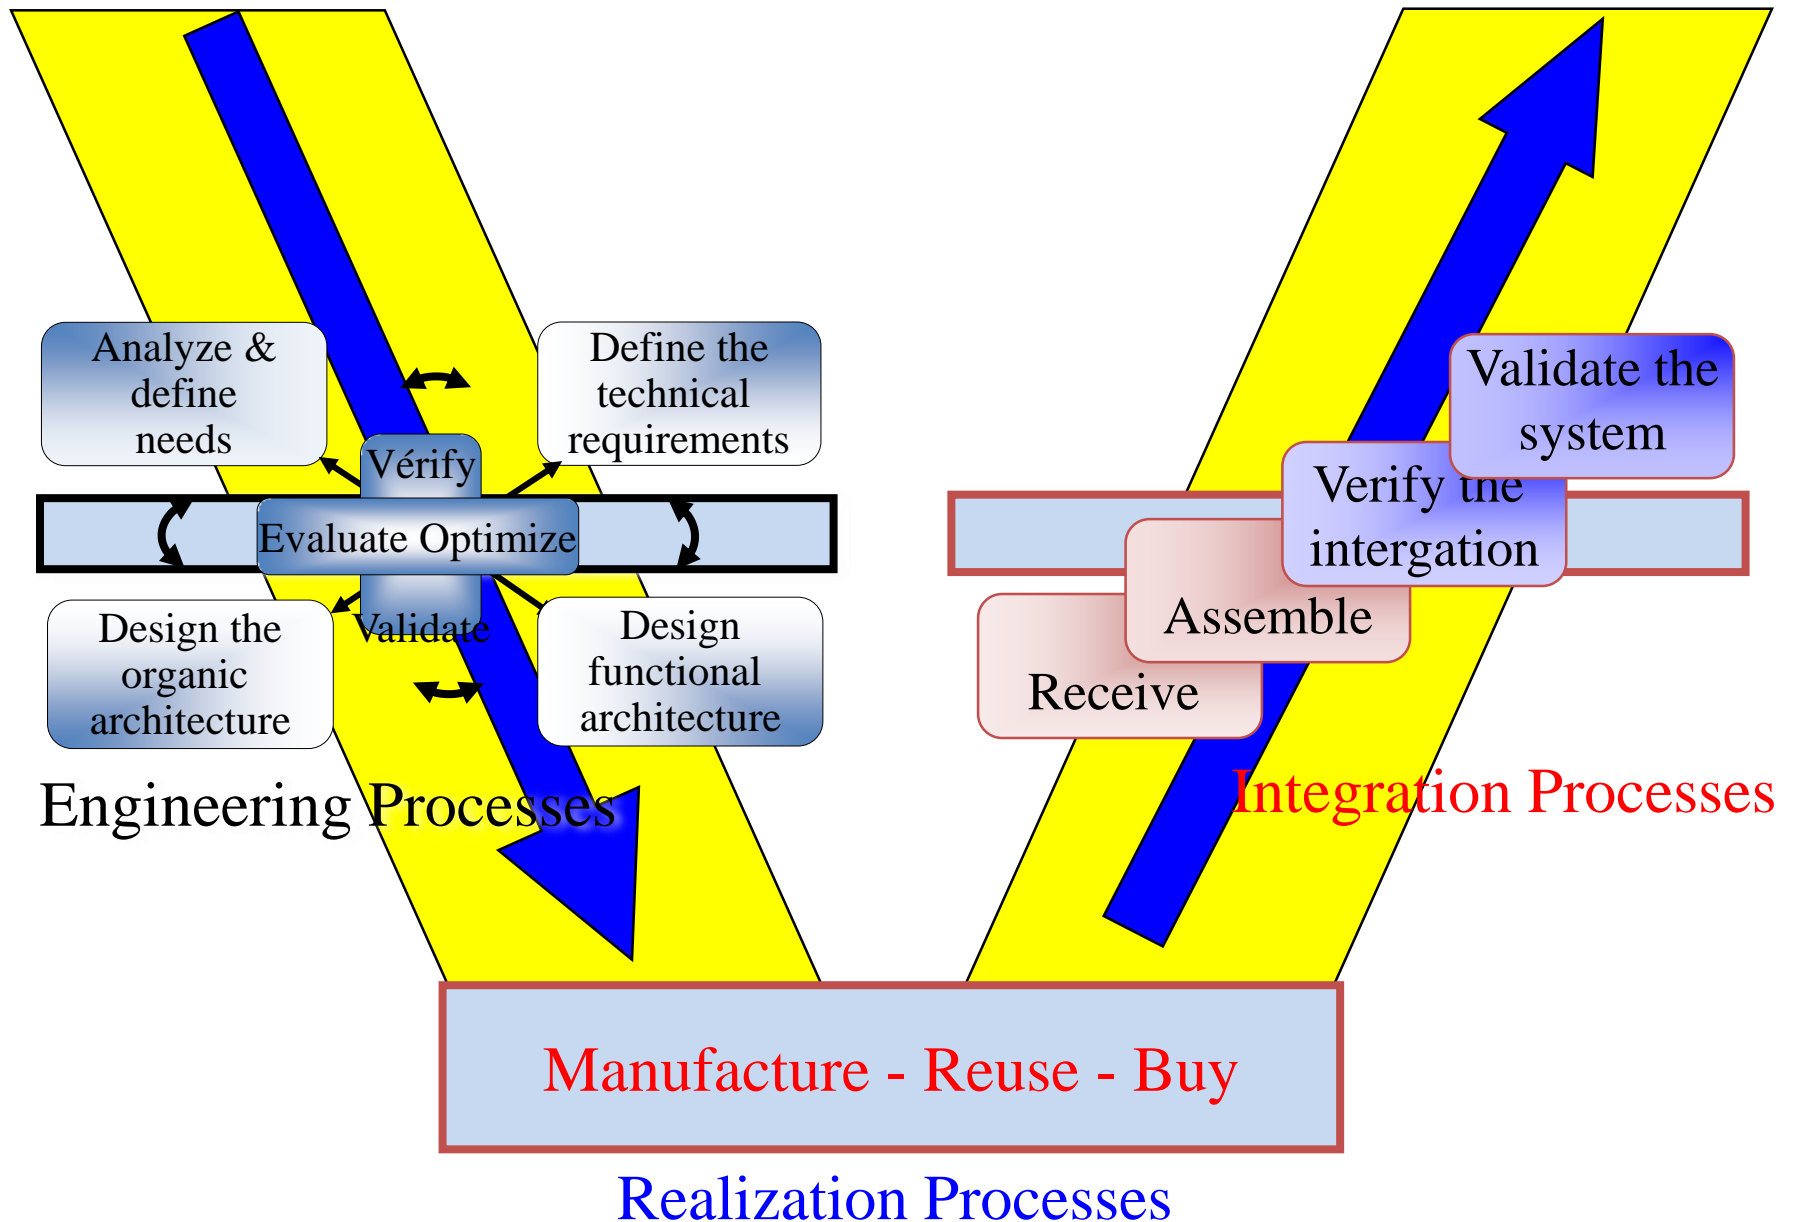 Analyze &
define
needs
Define the
technical
requirements
Vérify
Evaluate Optimize
Validate
Design the
organic
architecture
Design
functional
architecture
Engineering Processes
Validate the
system
Verify the
intergation
Assemble
Receive
Integration Processes
Manufacture - Reuse - Buy
Realization Processes